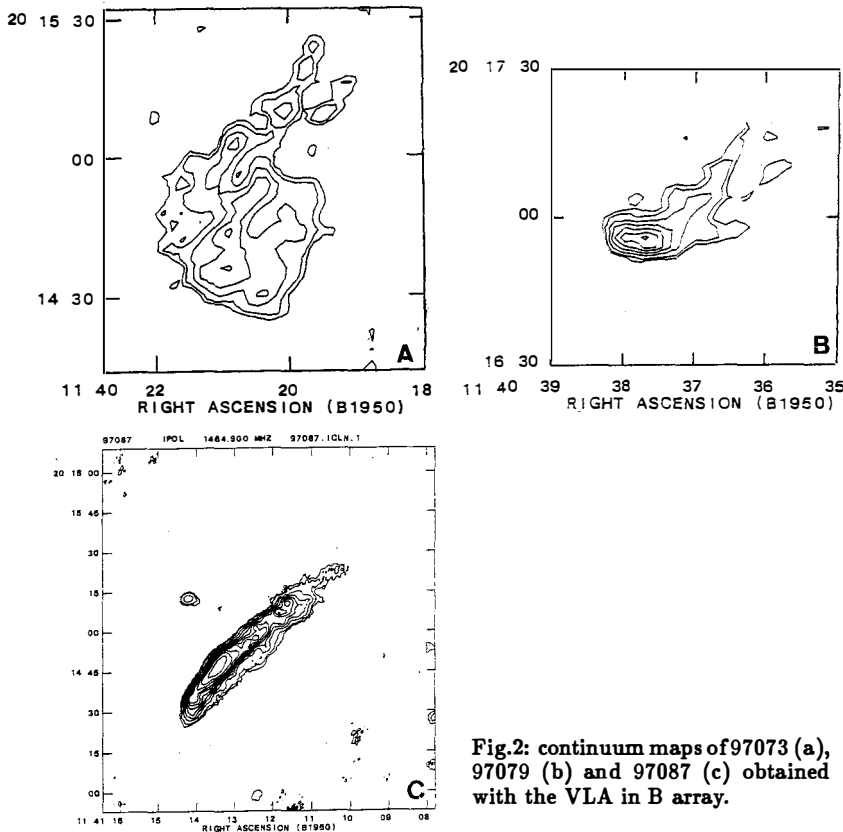 20 15 30
00
14 30
A
11 40 22 20 18
RIGHT ASCENSION (B1950)
20 17 30
00
16 30
B
11 40 39 38 37 36 35
RIGHT ASCENSION (B1950)
97087 IPOL 1464.900 MHZ 97087.ICLN.1
20 16 00
15 45
30
15
00
14 45
30
15
00
C
11 41 16 15 14 13 12 11 10 09 08
RIGHT ASCENSION (B1950)
Fig.2: continuum maps of 97073 (a),
97079 (b) and 97087 (c) obtained
with the VLA in B array.